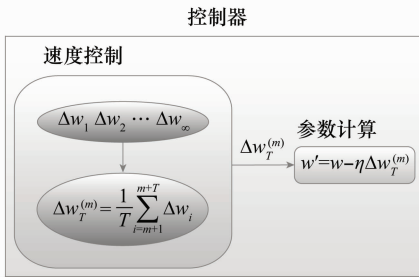 控制器
速度控制
Δw₁ Δw₂ ⋯ Δw∞
Δw_T^(m) = 1/T ∑_{i=m+1}^{m+T} Δw_i
Δw_T^(m)
参数计算
w'=w−ηΔw_T^(m)